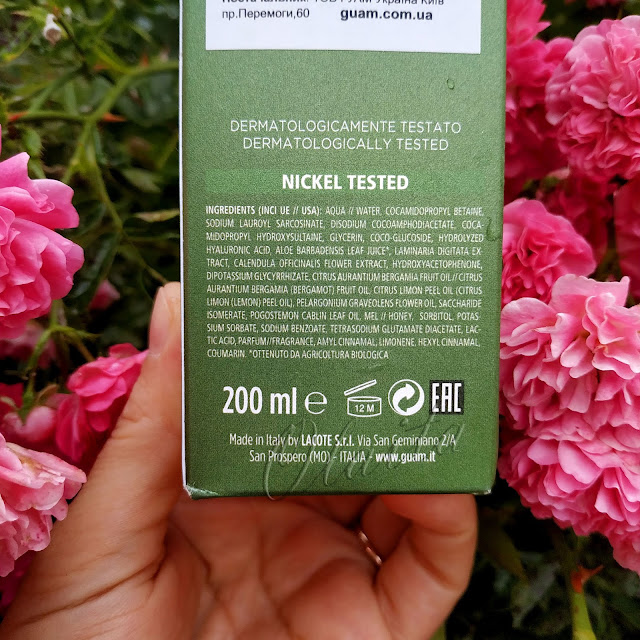 ТОВ ГУАМ Україна Київ
пр.Перемоги,60 guam.com.ua
DERMATOLOGICAMENTE TESTATO
DERMATOLOGICALLY TESTED
NICKEL TESTED
INGREDIENTS (INCI UE // USA): AQUA // WATER, COCAMIDOPROPYL BETAINE,
SODIUM LAUROYL SARCOSINATE, DISODIUM COCOAMPHODIACETATE, COCA-
MIDOPROPYL HYDROXYSULTAINE, GLYCERIN, COCO-GLUCOSIDE, HYDROLYZED
HYALURONIC ACID, ALOE BARBADENSIS LEAF JUICE*, LAMINARIA DIGITATA EX-
TRACT, CALENDULA OFFICINALIS FLOWER EXTRACT, HYDROXYACETOPHENONE,
DIPOTASSIUM GLYCYRRHIZATE, CITRUS AURANTIUM BERGAMIA FRUIT OIL // CITRUS
AURANTIUM BERGAMIA (BERGAMOT) FRUIT OIL, CITRUS LIMON PEEL OIL (CITRUS
LIMON (LEMON) PEEL OIL), PELARGONIUM GRAVEOLENS FLOWER OIL, SACCHARIDE
ISOMERATE, POGOSTEMON CABLIN LEAF OIL, MEL // HONEY, SORBITOL, POTAS-
SIUM SORBATE, SODIUM BENZOATE, TETRASODIUM GLUTAMATE DIACETATE, LAC-
TIC ACID, PARFUM//FRAGRANCE, AMYL CINNAMAL, LIMONENE, HEXYL CINNAMAL,
COUMARIN. *OTTENUTO DA AGRICOLTURA BIOLOGICA
200 ml ℮ 12 M EAC
Made in Italy by LACOTE S.r.l. Via San Geminiano 2/A
San Prospero (MO) - ITALIA - www.guam.it